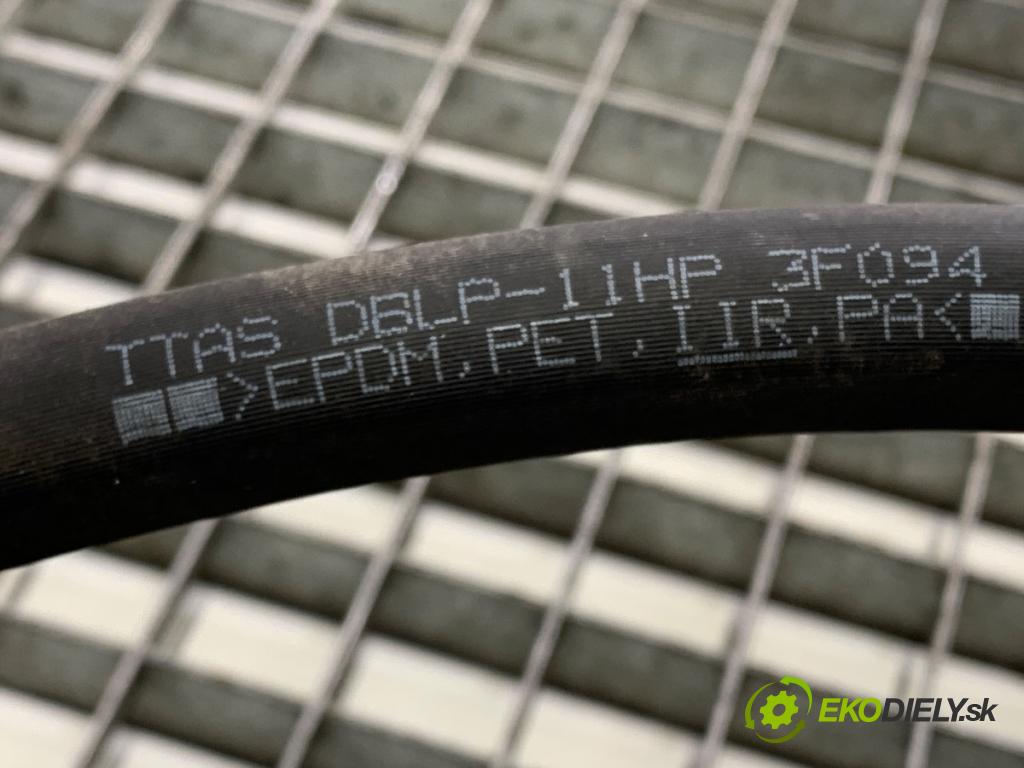 TTAS DBLP-11HP 3F094
>EPDM,PET,IIR,PA<
EKODIELY.sk